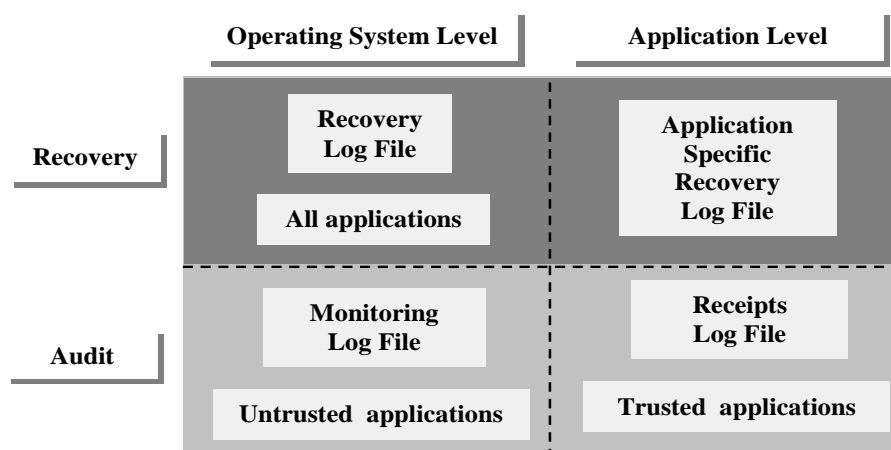 Operating System Level
Application Level
Recovery
Recovery
Log File
All applications
Application
Specific
Recovery
Log File
Audit
Monitoring
Log File
Untrusted applications
Receipts
Log File
Trusted applications